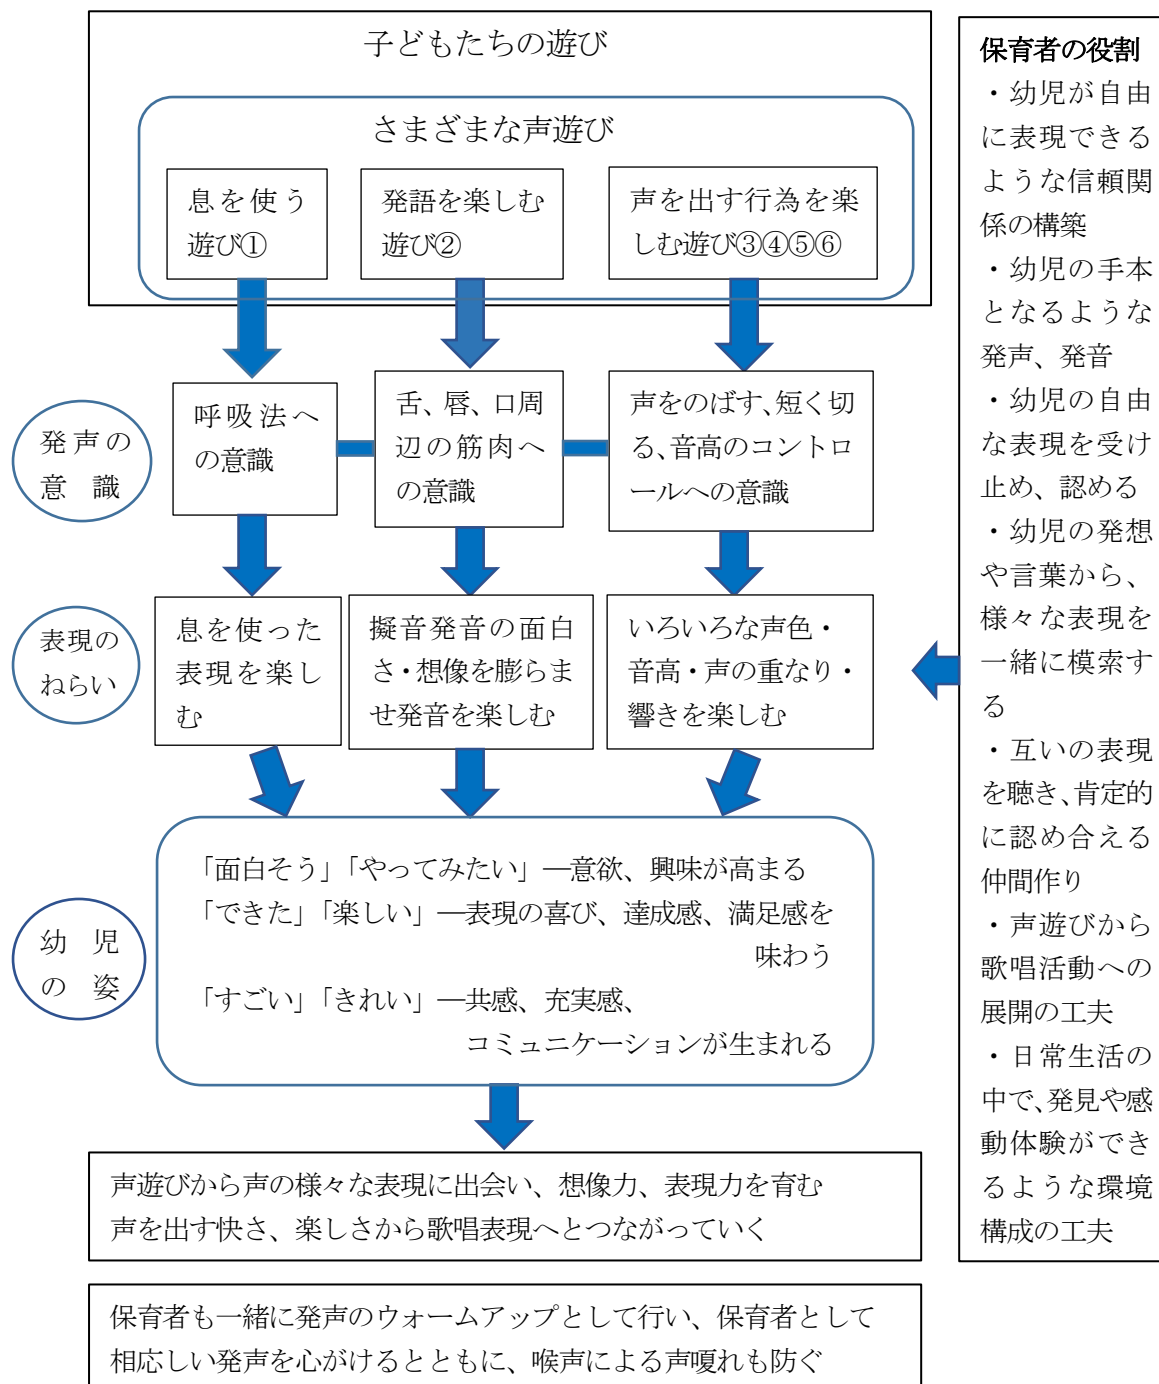 子どもたちの遊び
さまざまな声遊び
息を使う
遊び①
発語を楽しむ
遊び②
声を出す行為を楽
しむ遊び③④⑤⑥
発声の
意識
呼吸法へ
の意識
舌、唇、口周
辺の筋肉へ
の意識
声をのばす、短く切
る、音高のコントロ
ールへの意識
表現の
ねらい
息を使った
表現を楽し
む
擬音発音の面白
さ・想像を膨らま
せ発音を楽しむ
いろいろな声色・
音高・声の重なり・
響きを楽しむ
幼児
の姿
「面白そう」「やってみたい」―意欲、興味が高まる
「できた」「楽しい」―表現の喜び、達成感、満足感を
味わう
「すごい」「きれい」―共感、充実感、
コミュニケーションが生まれる
声遊びから声の様々な表現に出会い、想像力、表現力を育む
声を出す快さ、楽しさから歌唱表現へとつながっていく
保育者も一緒に発声のウォームアップとして行い、保育者として
相応しい発声を心がけるとともに、喉声による声嗄れも防ぐ
保育者の役割
・幼児が自由
に表現できる
ような信頼関
係の構築
・幼児の手本
となるような
発声、発音
・幼児の自由
な表現を受け
止め、認める
・幼児の発想
や言葉から、
様々な表現を
一緒に模索す
る
・互いの表現
を聴き、肯定的
に認め合える
仲間作り
・声遊びから
歌唱活動への
展開の工夫
・日常生活の
中で、発見や感
動体験ができ
るような環境
構成の工夫